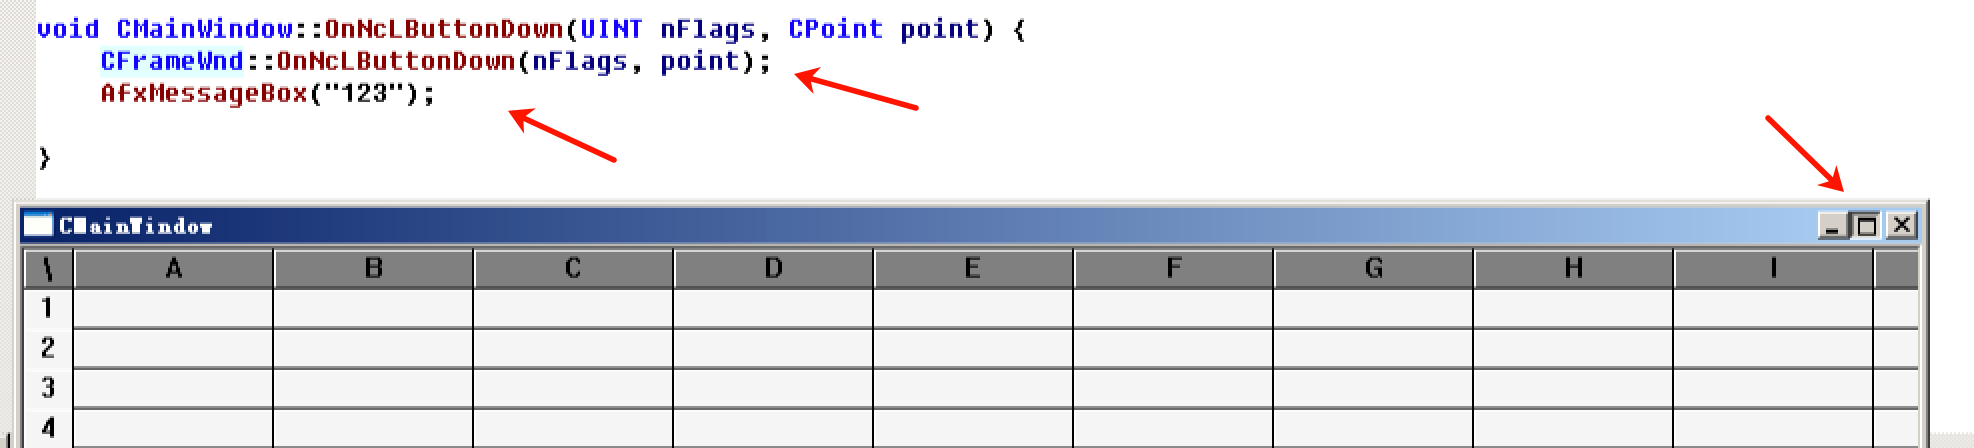 void CMainWindow::OnNcLButtonDown(UINT nFlags, CPoint point) {
    CFrameWnd::OnNcLButtonDown(nFlags, point);
    AfxMessageBox("123");
}
CMainWindow
\ A B C D E F G H I
1
2
3
4